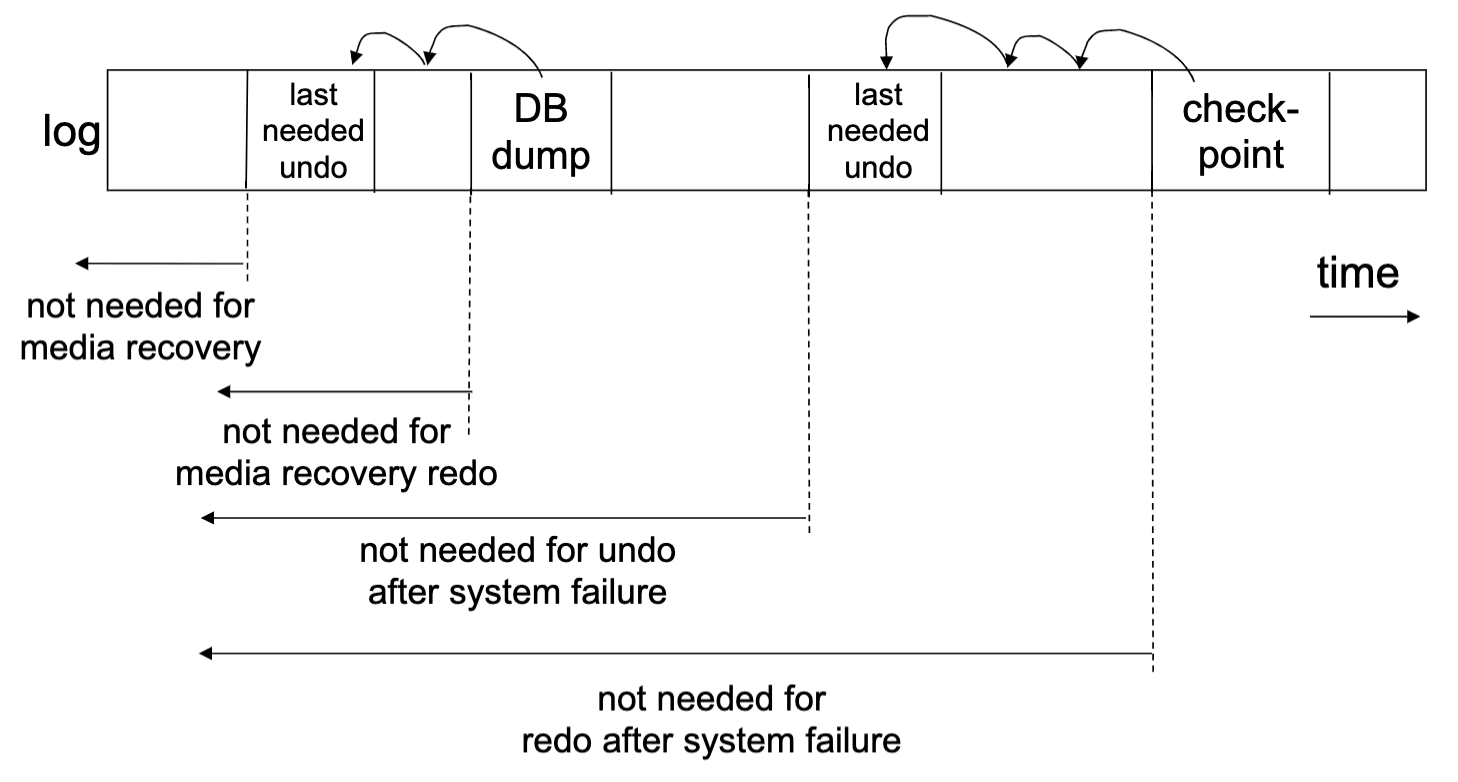 log
last
needed
undo
DB
dump
last
needed
undo
check-
point
time
not needed for
media recovery
not needed for
media recovery redo
not needed for undo
after system failure
not needed for
redo after system failure